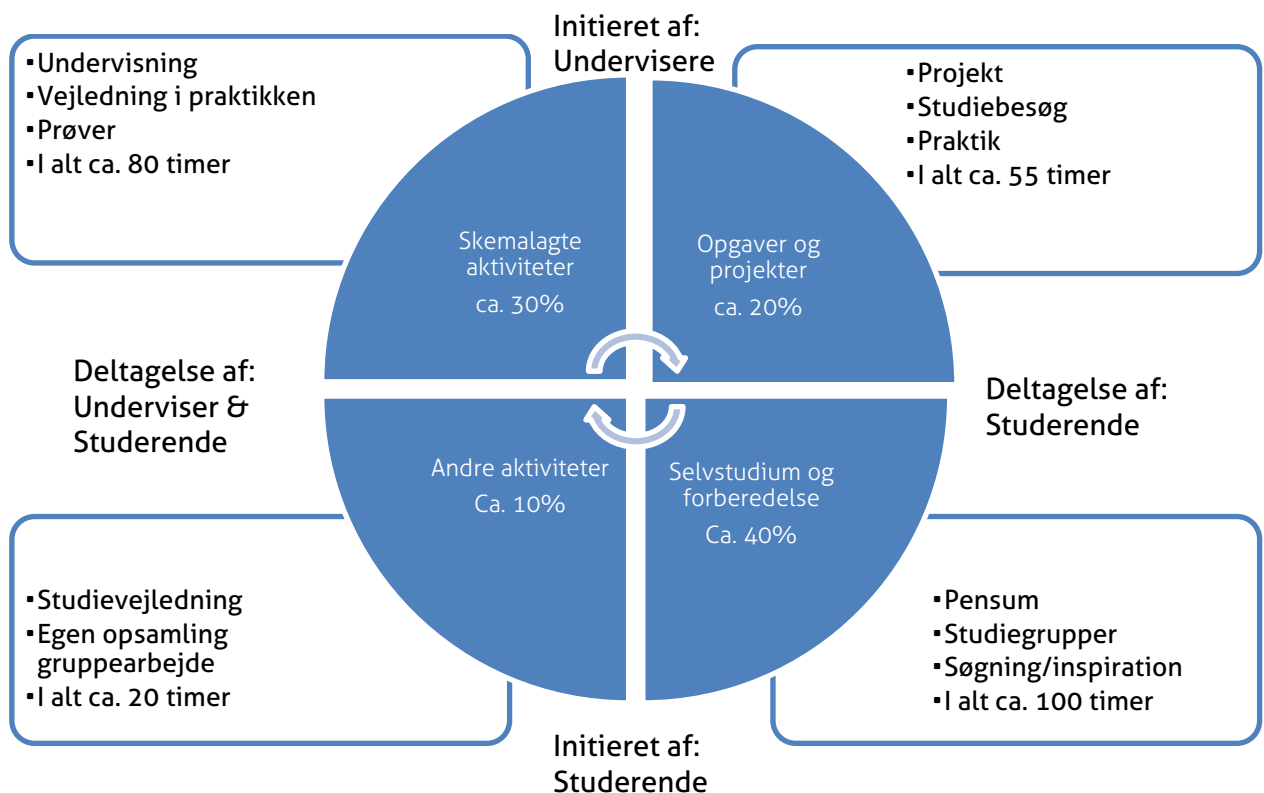 Initieret af:
Undervisere
▪Undervisning
▪Vejledning i praktikken
▪Prøver
▪I alt ca. 80 timer
▪Projekt
▪Studiebesøg
▪Praktik
▪I alt ca. 55 timer
Skemalagte
aktiviteter
ca. 30%
Opgaver og
projekter
ca. 20%
Deltagelse af:
Underviser &
Studerende
Deltagelse af:
Studerende
Andre aktiviteter
Ca. 10%
Selvstudium og
forberedelse
Ca. 40%
▪Studievejledning
▪Egen opsamling
gruppearbejde
▪I alt ca. 20 timer
▪Pensum
▪Studiegrupper
▪Søgning/inspiration
▪I alt ca. 100 timer
Initieret af:
Studerende